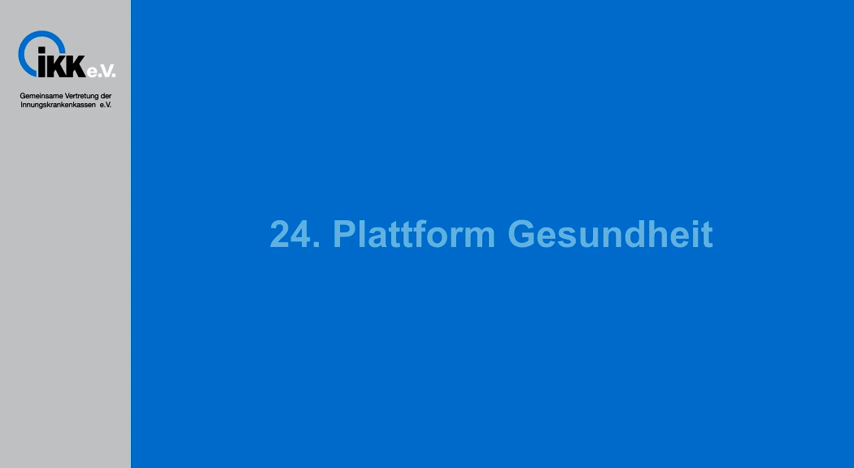 iKK e.V.
Gemeinsame Vertretung der
Innungskrankenkassen e.V.
24. Plattform Gesundheit